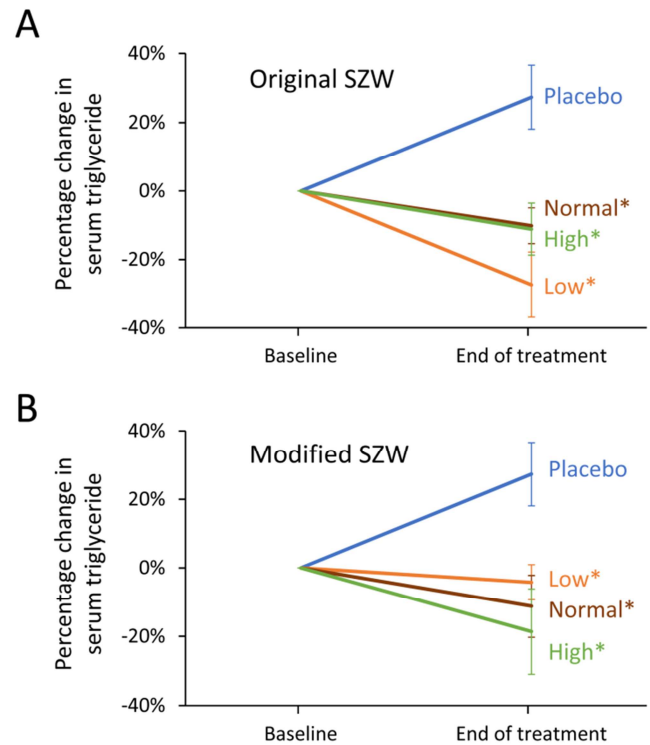 A
Original SZW
Percentage change in
serum triglyceride
40%
20%
0%
-20%
-40%
Placebo
Normal*
High*
Low*
Baseline
End of treatment
B
Modified SZW
Percentage change in
serum triglyceride
40%
20%
0%
-20%
-40%
Placebo
Low*
Normal*
High*
Baseline
End of treatment